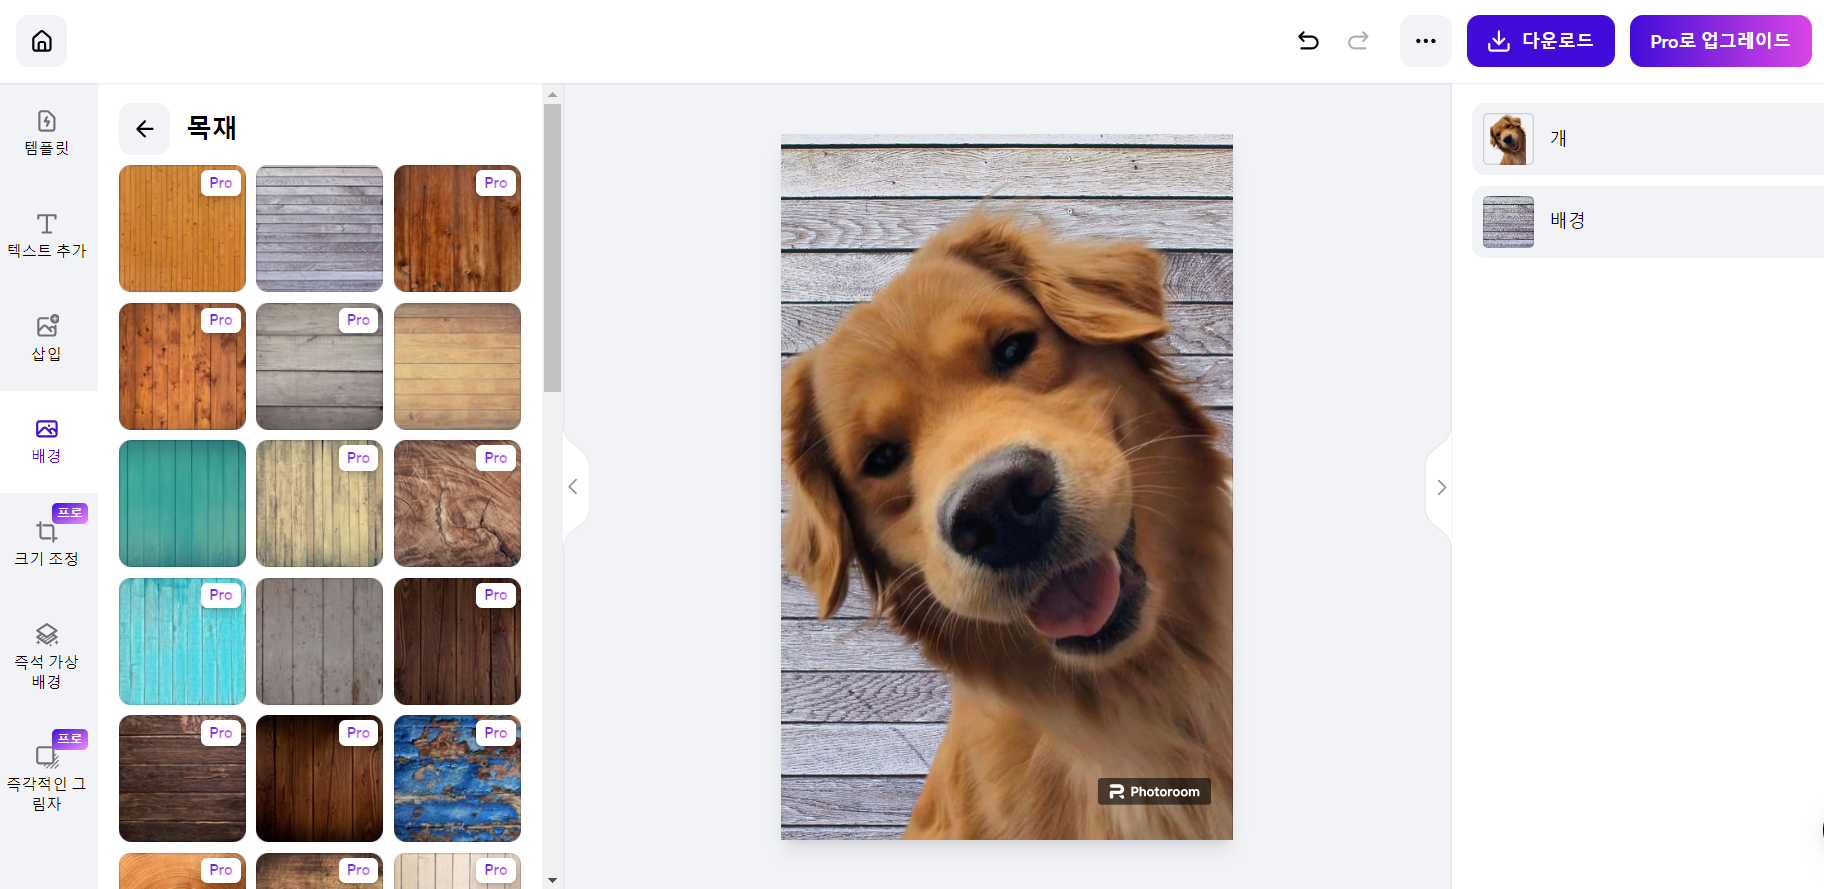 다운로드
Pro로 업그레이드
템플릿
텍스트 추가
삽입
배경
프로
크기 조정
즉석 가상
배경
프로
즉각적인 그
림자
목재
Pro
Pro
Pro
Pro
Pro
Pro
Pro
Pro
Pro
Pro
Pro
Pro
Pro
Pro
Photoroom
개
배경